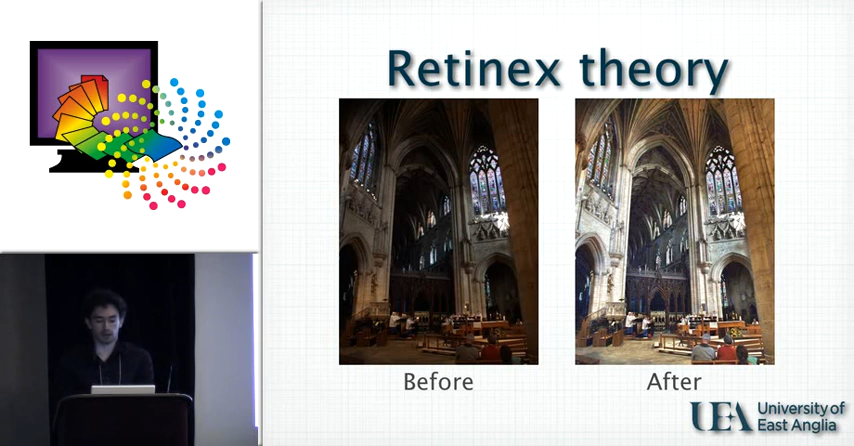 Retinex theory
Before
After
UEA University of
East Anglia